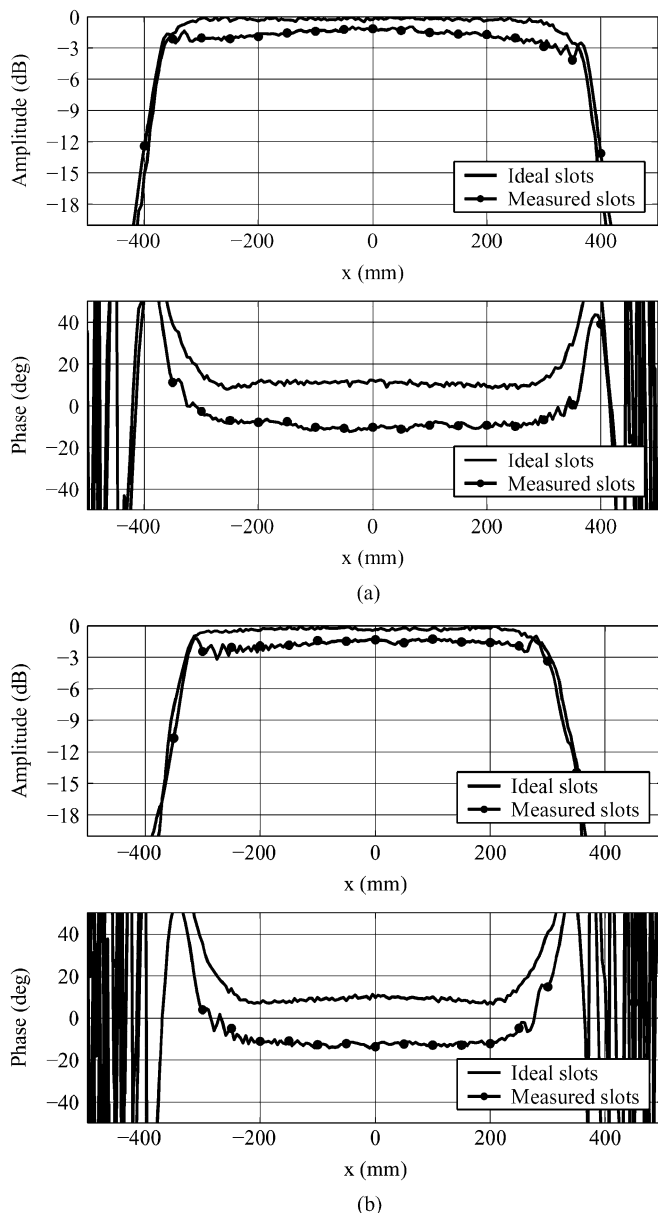 0
−3
−6
−9
−12
−15
−18
Amplitude (dB)
Ideal slots
Measured slots
−400 −200 0 200 400
x (mm)
40
20
0
−20
−40
Phase (deg)
Ideal slots
Measured slots
−400 −200 0 200 400
x (mm)
(a)
0
−3
−6
−9
−12
−15
−18
Amplitude (dB)
Ideal slots
Measured slots
−400 −200 0 200 400
x (mm)
40
20
0
−20
−40
Phase (deg)
Ideal slots
Measured slots
−400 −200 0 200 400
x (mm)
(b)